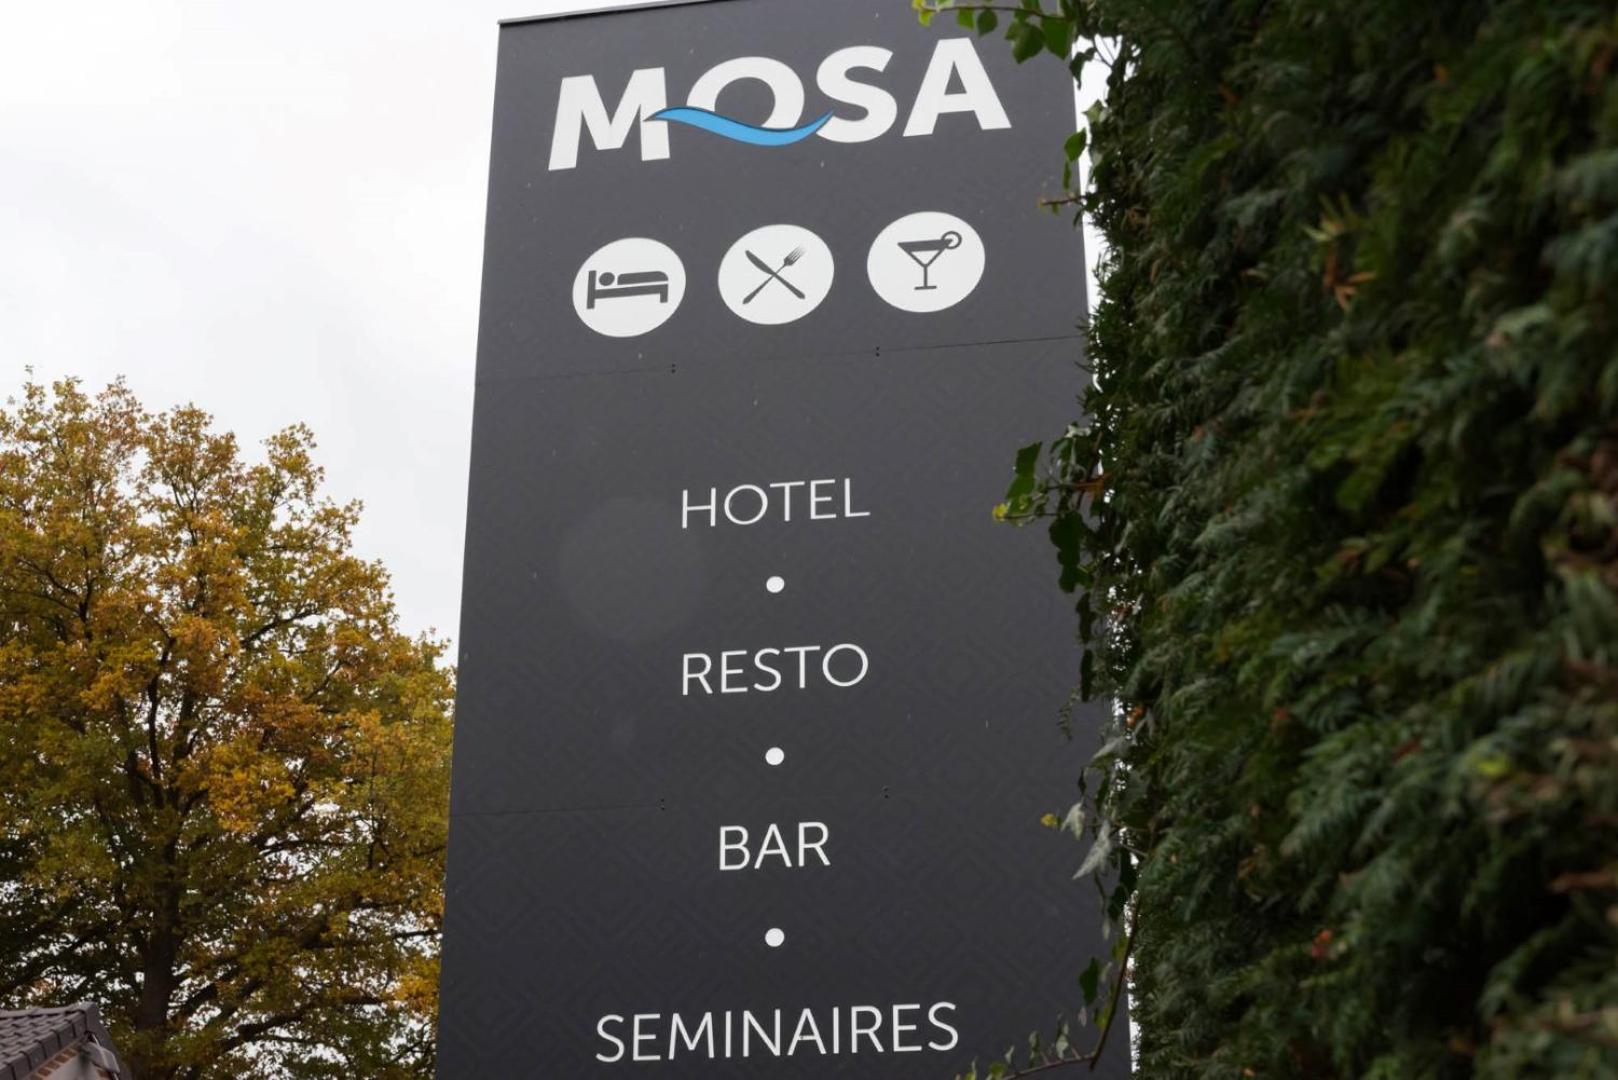 MOSA
HOTEL
•
RESTO
•
BAR
•
SEMINAIRES